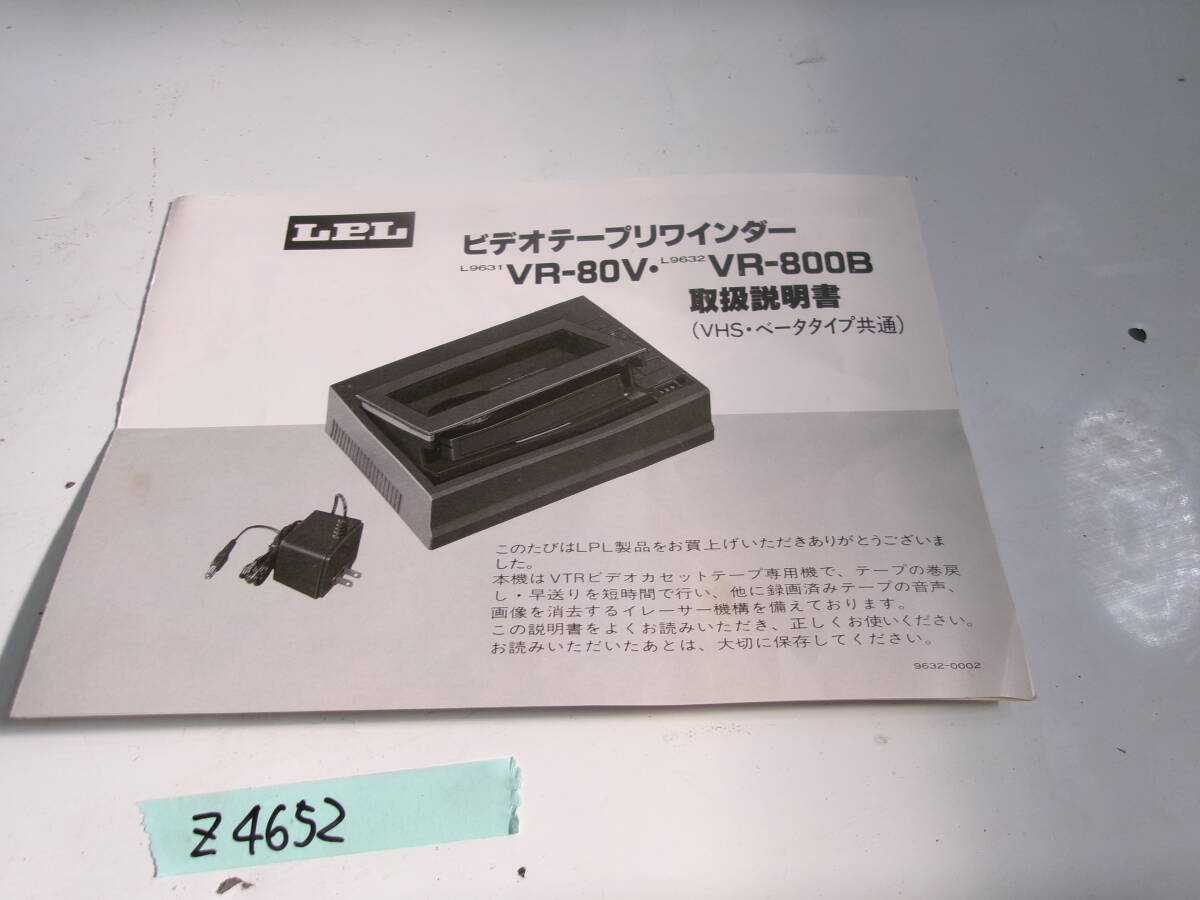 LPL
ビデオテープリワインダー
L9631 VR-80V・L9632 VR-800B
取扱説明書
(VHS・ベータタイプ共通)
このたびはLPL製品をお買上げいただきありがとうございま
した。
本機はVTRビデオカセットテープ専用機で、テープの巻戻
し・早送りを短時間で行い、他に録画済みテープの音声、
画像を消去するイレーサー機構を備えております。
この説明書をよくお読みいただき、正しくお使いください。
お読みいただいたあとは、大切に保存してください。
9632-0002
Z4652